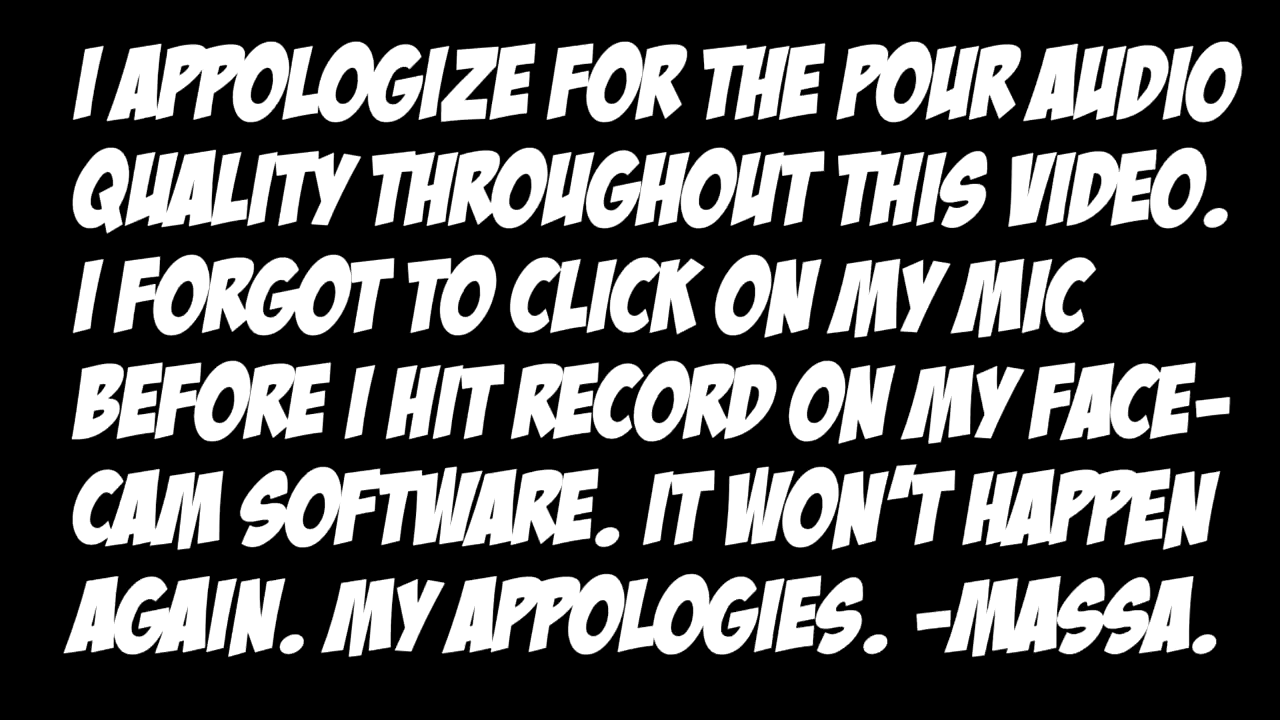 I APPOLOGIZE FOR THE POUR AUDIO
QUALITY THROUGHOUT THIS VIDEO.
I FORGOT TO CLICK ON MY MIC
BEFORE I HIT RECORD ON MY FACE-
CAM SOFTWARE. IT WON'T HAPPEN
AGAIN. MY APPOLOGIES. -MASSA.